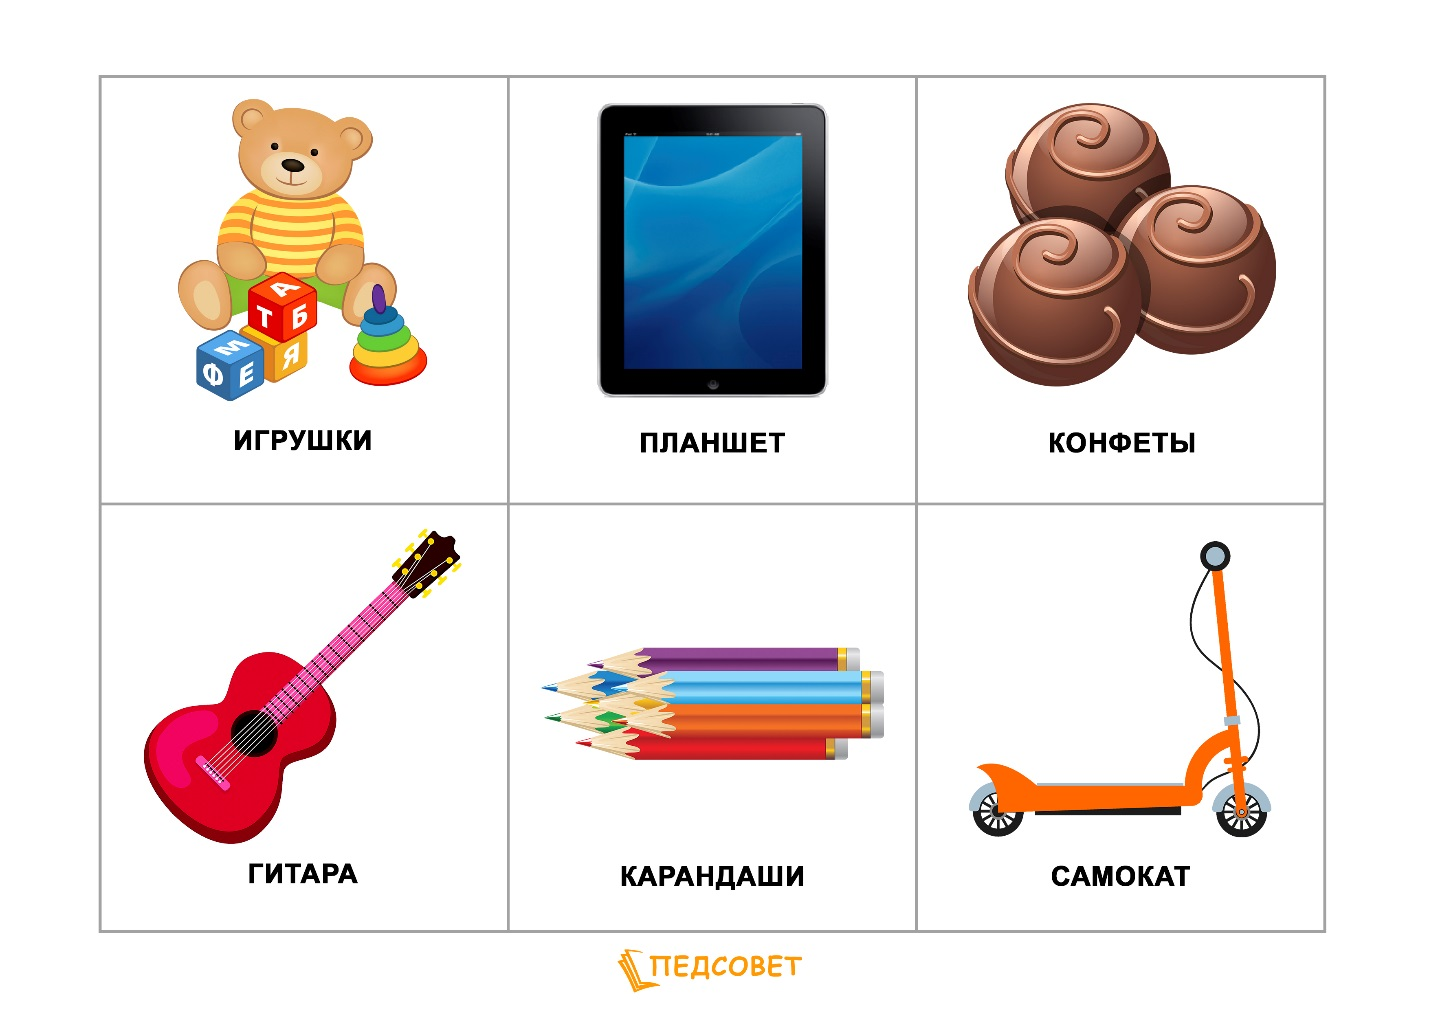 А
Т Б
М
Ф Е
Я
ИГРУШКИ
ПЛАНШЕТ
КОНФЕТЫ
ГИТАРА
КАРАНДАШИ
САМОКАТ
ПЕДСОВЕТ